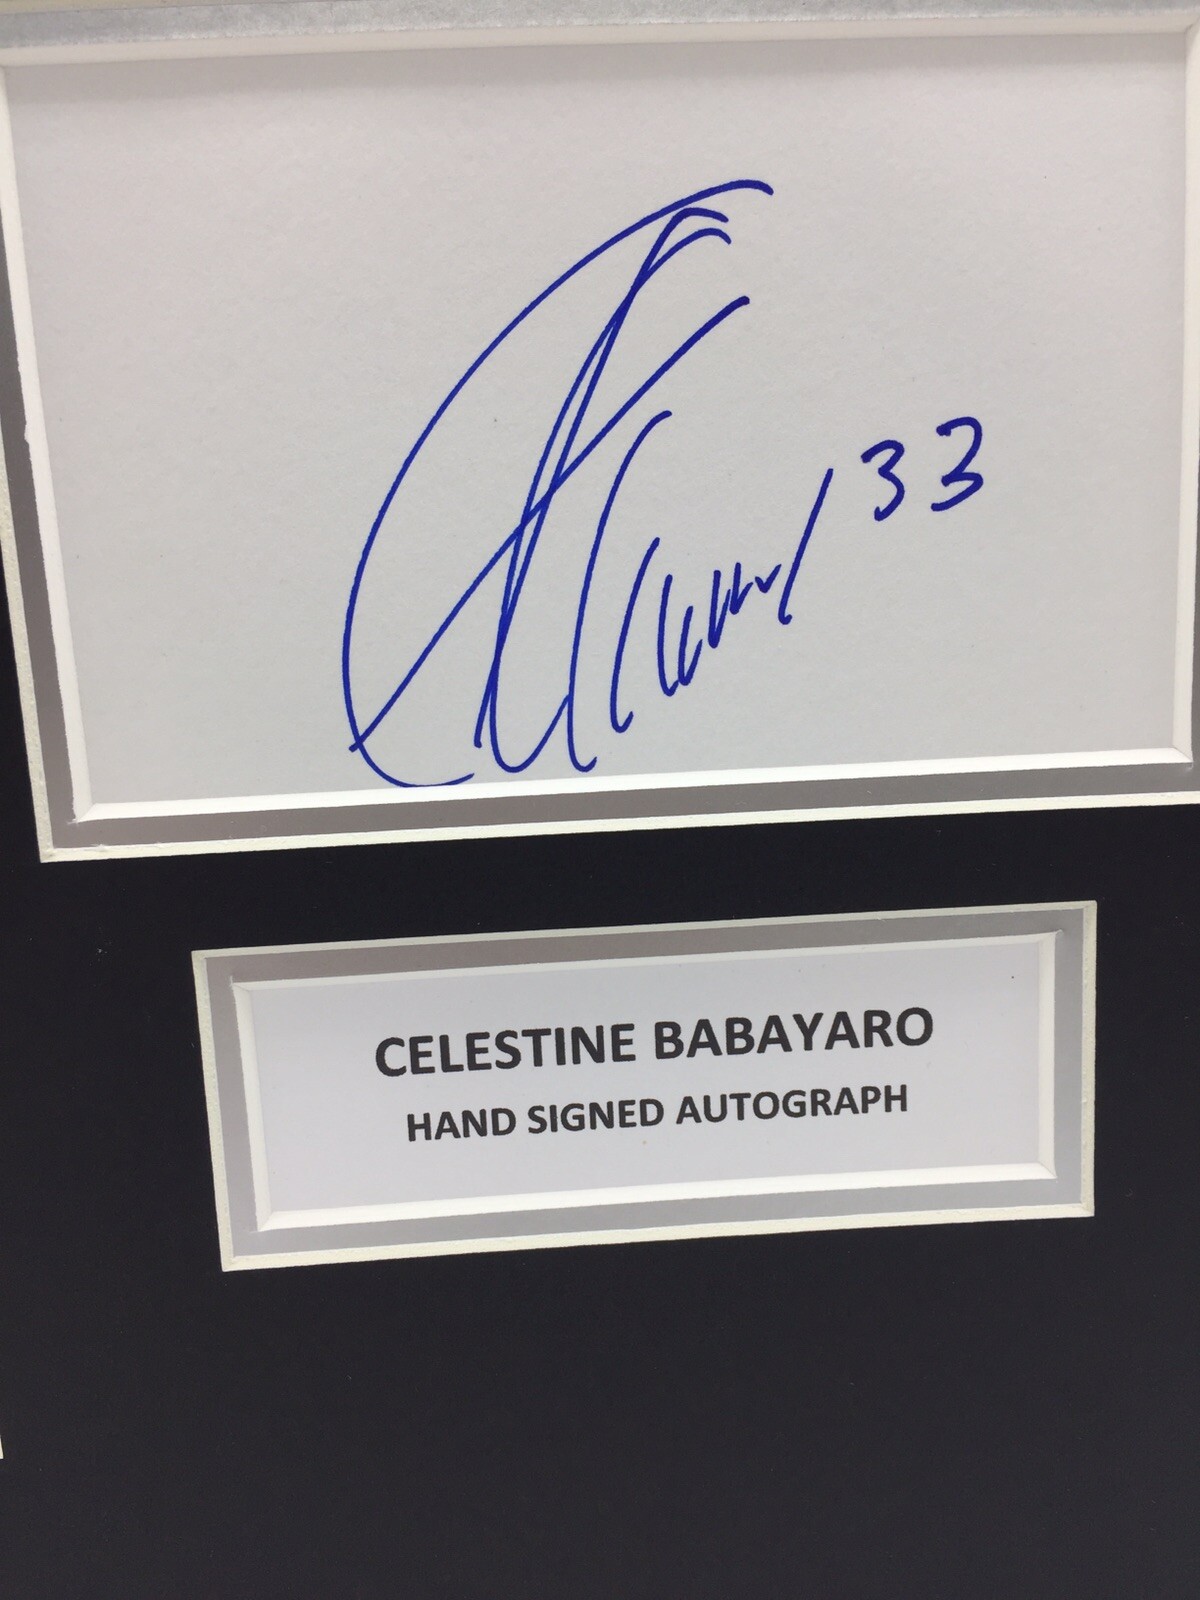 33
CELESTINE BABAYARO
HAND SIGNED AUTOGRAPH